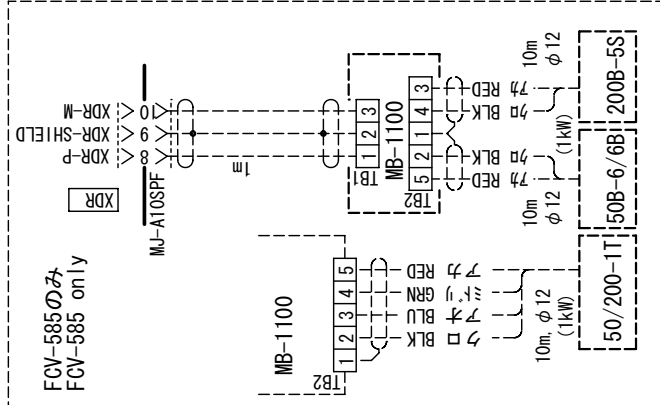 XDR-M 10
XDR-SHIELD 9
XDR-P 8
XDR
MJ-A10SPF
1m
TB1
3
2
1
MB-1100
TB2
3
4
1
2
5
アカ RED
クロ BLK
クロ BLK
アカ RED
10m
φ12
(1kW)
200B-5S
10m
φ12
50B-6/6B
FCV-585のみ
FCV-585 only
MB-1100
TB2
5
4
3
2
1
アカ RED
ミドリ GRN
アオ BLU
クロ BLK
10m, φ12
(1kW)
50/200-1T